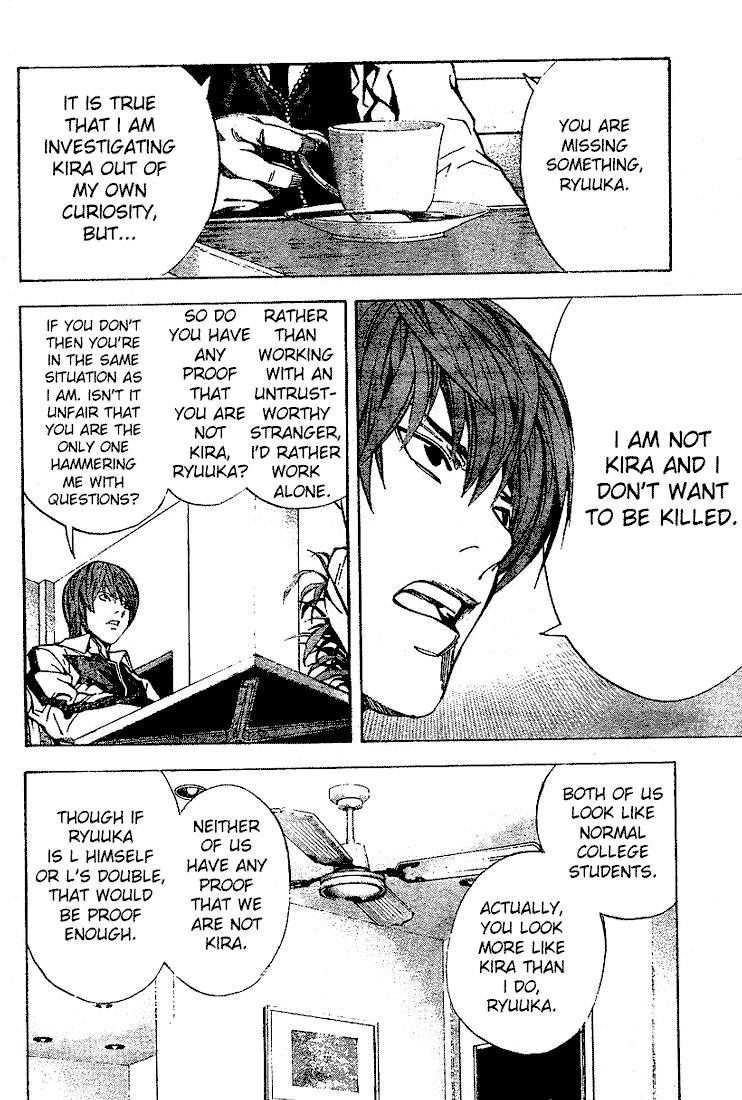 YOU ARE
MISSING
SOMETHING,
RYUUKA.
IT IS TRUE
THAT I AM
INVESTIGATING
KIRA OUT OF
MY OWN
CURIOSITY,
BUT...
I AM NOT
KIRA AND I
DON'T WANT
TO BE KILLED.
RATHER
THAN
WORKING
WITH AN
UNTRUST-
WORTHY
STRANGER,
I'D RATHER
WORK
ALONE.
SO DO
YOU HAVE
ANY
PROOF
THAT
YOU ARE
NOT
KIRA,
RYUUKA?
IF YOU DON'T
THEN YOU'RE
IN THE SAME
SITUATION AS
I AM. ISN'T IT
UNFAIR THAT
YOU ARE THE
ONLY ONE
HAMMERING
ME WITH
QUESTIONS?
BOTH OF US
LOOK LIKE
NORMAL
COLLEGE
STUDENTS.
ACTUALLY,
YOU LOOK
MORE LIKE
KIRA THAN
I DO,
RYUUKA.
NEITHER
OF US
HAVE ANY
PROOF
THAT WE
ARE NOT
KIRA.
THOUGH IF
RYUUKA
IS L HIMSELF
OR L'S DOUBLE,
THAT WOULD
BE PROOF
ENOUGH.